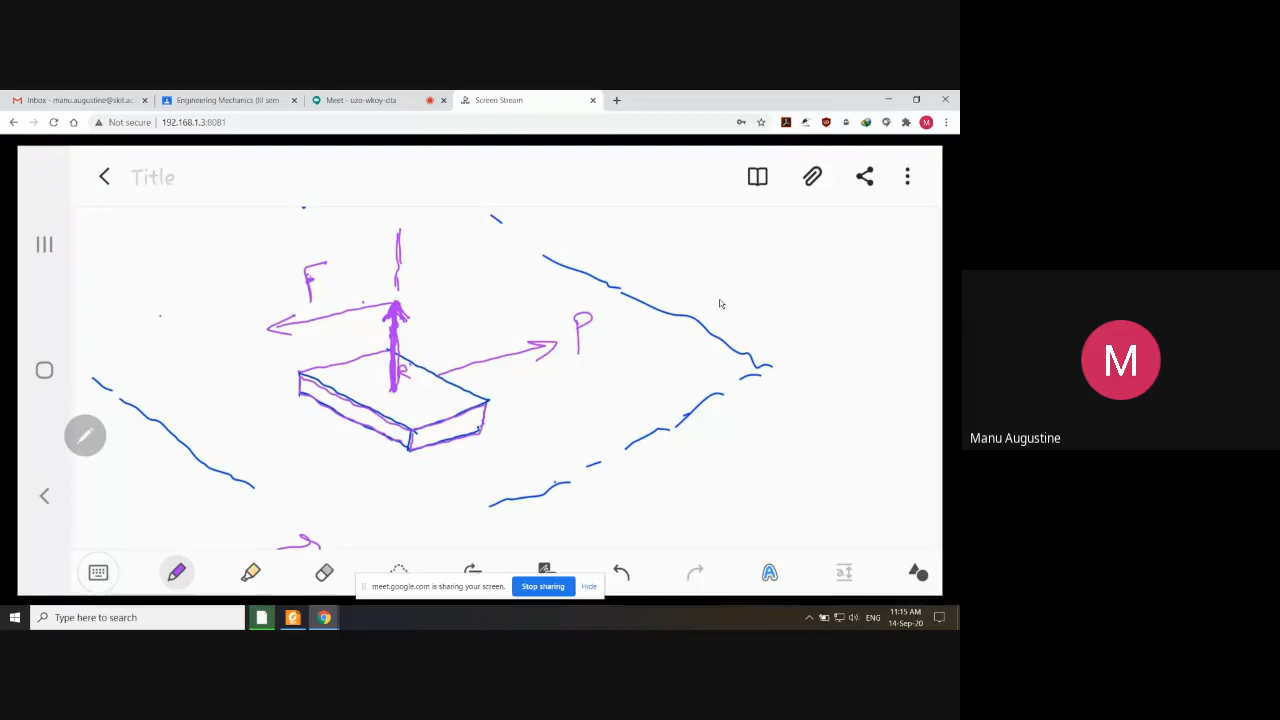 Inbox - manu.augustine@skit.ac
Engineering Mechanics (III sem
Meet - uzo-wkoy-dta
Screen Stream
Not secure | 192.168.1.3:8081
M
Title
F
P
R
M
Manu Augustine
meet.google.com is sharing your screen.
Stop sharing
Hide
Type here to search
ENG
11:15 AM
14-Sep-20